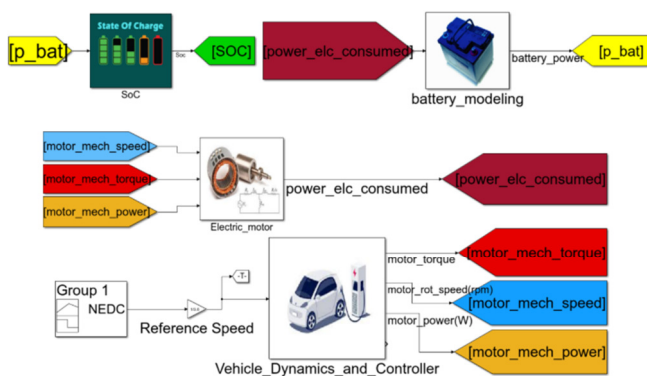 State Of Charge
[p_bat]
Soc
[SOC]
[power_elc_consumed]
battery_power
[p_bat]
SoC
battery_modeling
[motor_mech_speed]
[motor_mech_torque]
[motor_mech_power]
power_elc_consumed
[power_elc_consumed]
Electric_motor
Group 1
NEDC
-T-
Reference Speed
motor_torque
[motor_mech_torque]
motor_rot_speed(rpm)
[motor_mech_speed]
motor_power(W)
[motor_mech_power]
Vehicle_Dynamics_and_Controller